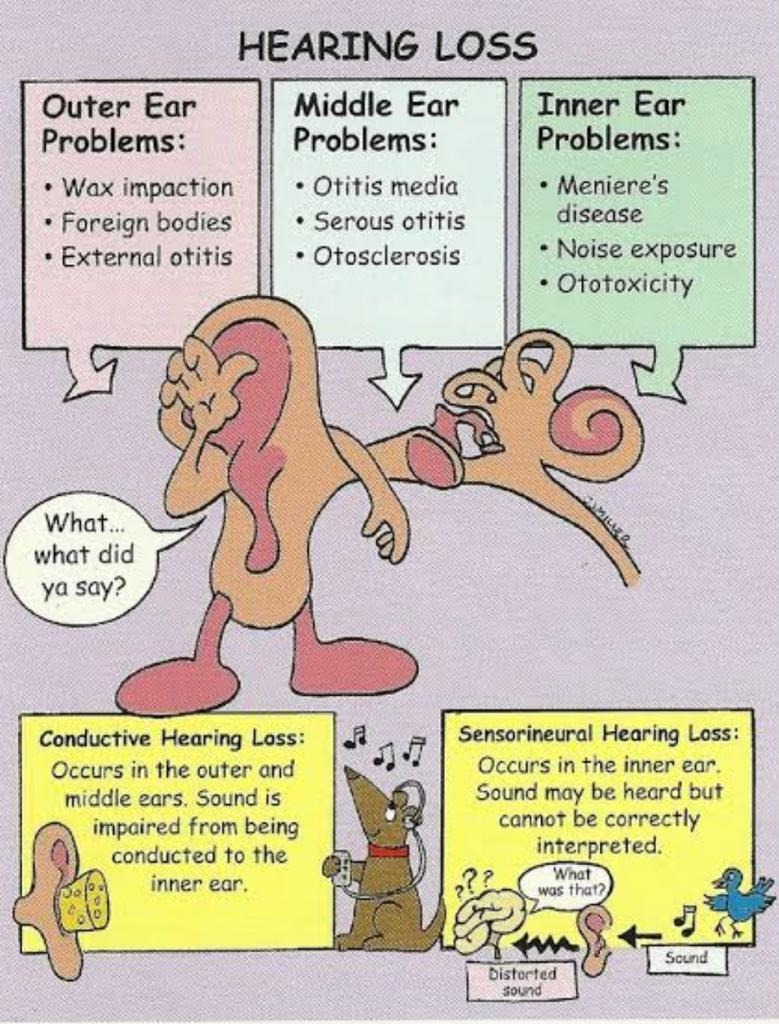 HEARING LOSS
Outer Ear
Problems:
• Wax impaction
• Foreign bodies
• External otitis
Middle Ear
Problems:
• Otitis media
• Serous otitis
• Otosclerosis
Inner Ear
Problems:
• Meniere's
disease
• Noise exposure
• Ototoxicity
What...
what did
ya say?
Conductive Hearing Loss:
Occurs in the outer and
middle ears. Sound is
impaired from being
conducted to the
inner ear.
Sensorineural Hearing Loss:
Occurs in the inner ear.
Sound may be heard but
cannot be correctly
interpreted.
???
What
was that?
Distorted
sound
Sound